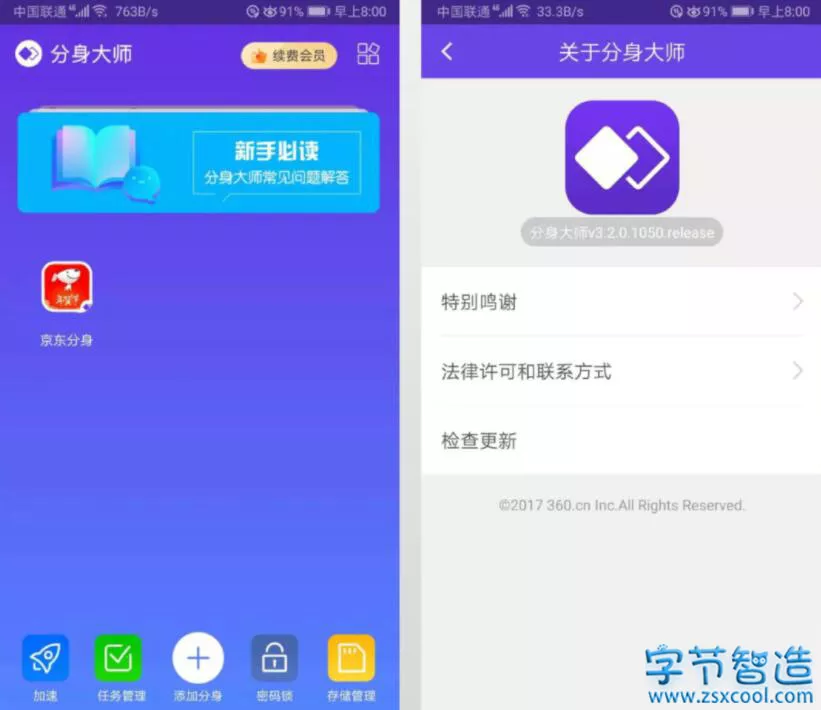 中国联通 4G 763B/s 91% 早上8:00
分身大师
续费会员
新手必读
分身大师常见问题解答
京东分身
加速
任务管理
添加分身
密码锁
存储管理
中国联通 4G 33.3B/s 91% 早上8:00
关于分身大师
分身大师v3.2.0.1050.release
特别鸣谢
法律许可和联系方式
检查更新
©2017 360.cn Inc.All Rights Reserved.
字节智造
www.zsxcool.com